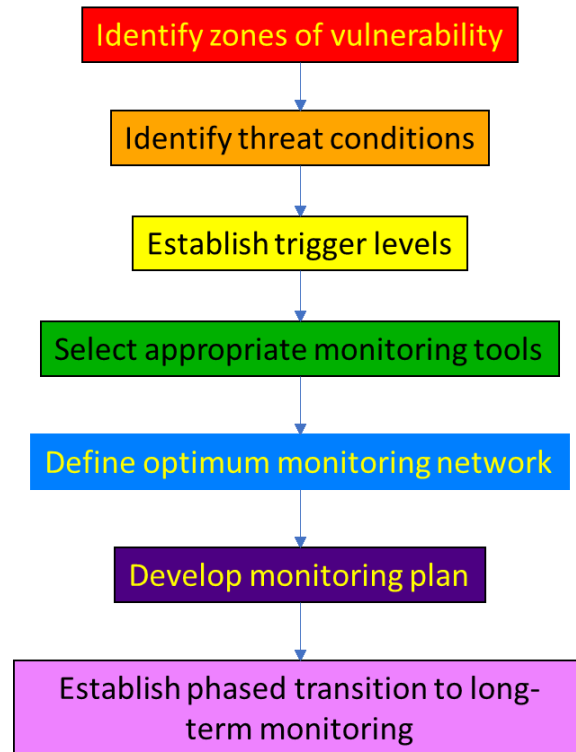 Identify zones of vulnerability
Identify threat conditions
Establish trigger levels
Select appropriate monitoring tools
Define optimum monitoring network
Develop monitoring plan
Establish phased transition to long-
term monitoring